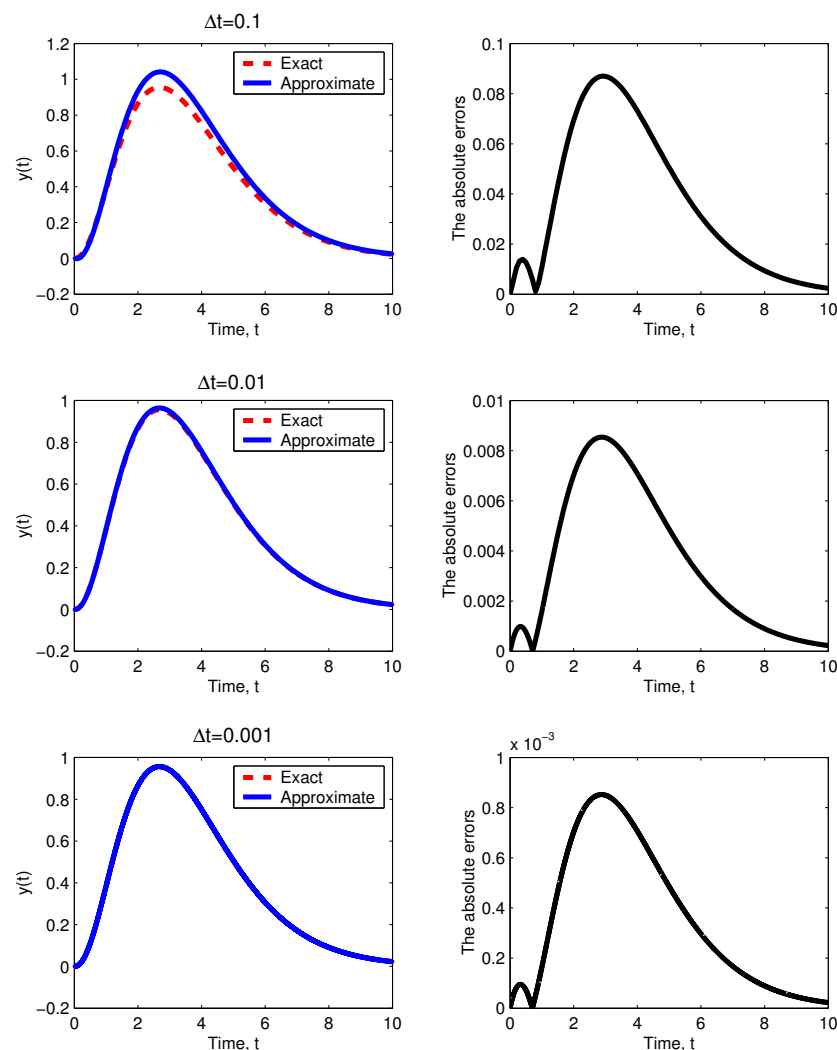 Δt=0.1
1.2
1
0.8
0.6
0.4
0.2
0
−0.2
y(t)
0 2 4 6 8 10
Time, t
Exact
Approximate
0.1
0.08
0.06
0.04
0.02
0
The absolute errors
0 2 4 6 8 10
Time, t
Δt=0.01
1
0.8
0.6
0.4
0.2
0
−0.2
y(t)
0 2 4 6 8 10
Time, t
Exact
Approximate
0.01
0.008
0.006
0.004
0.002
0
The absolute errors
0 2 4 6 8 10
Time, t
Δt=0.001
1
0.8
0.6
0.4
0.2
0
−0.2
y(t)
0 2 4 6 8 10
Time, t
Exact
Approximate
x 10⁻³
1
0.8
0.6
0.4
0.2
0
The absolute errors
0 2 4 6 8 10
Time, t